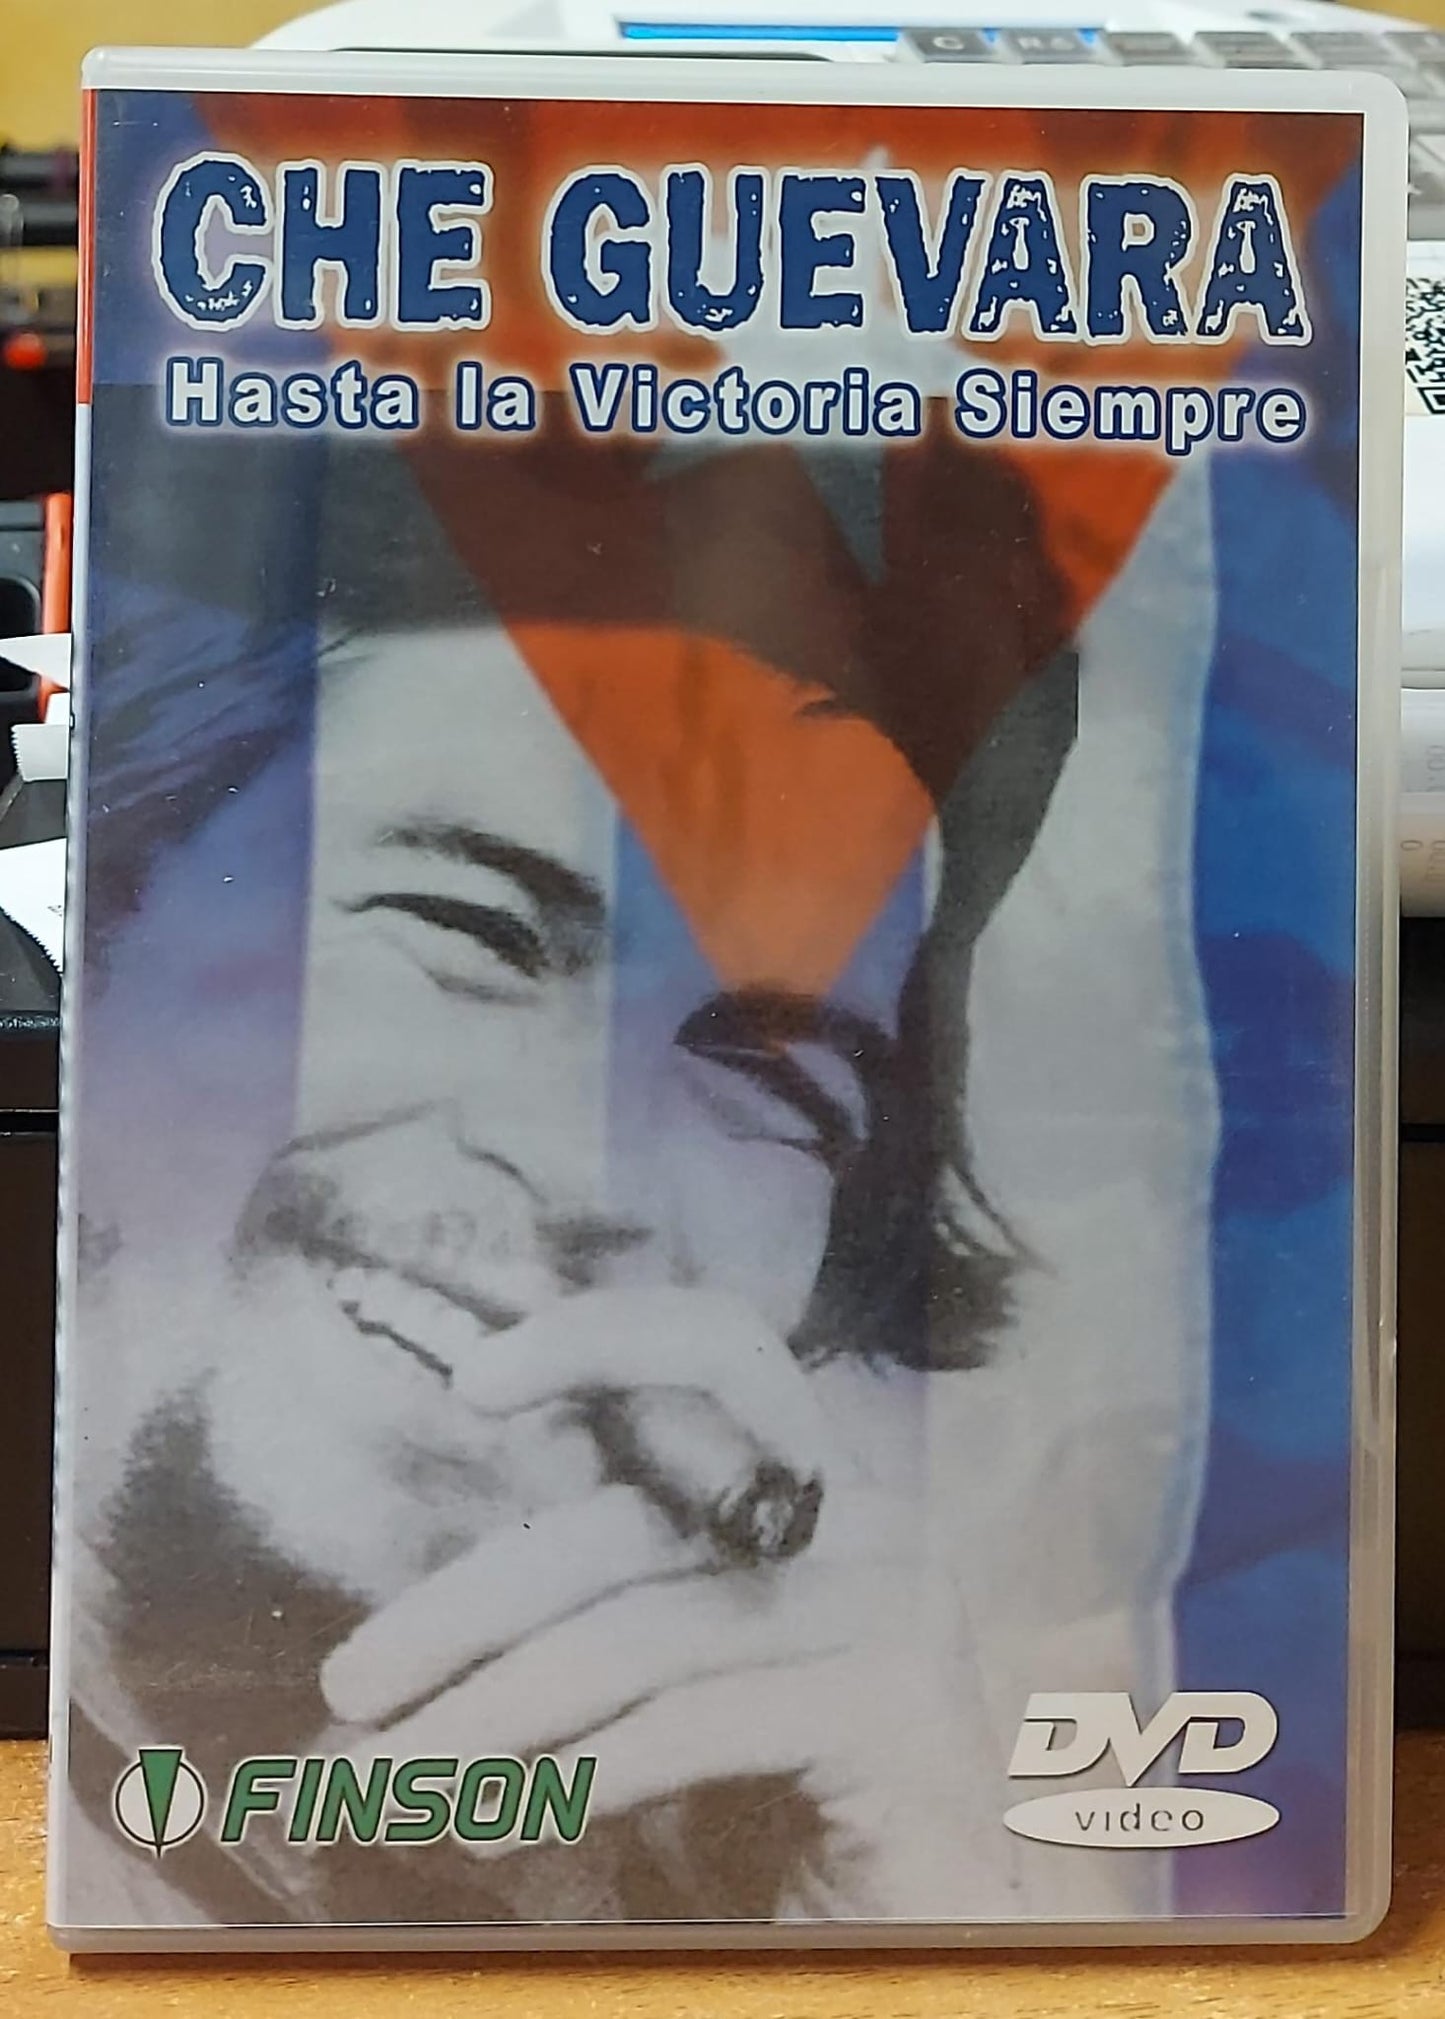 CHE GUEVARA
Hasta la Victoria Siempre
FINSON
DVD
VIDEO